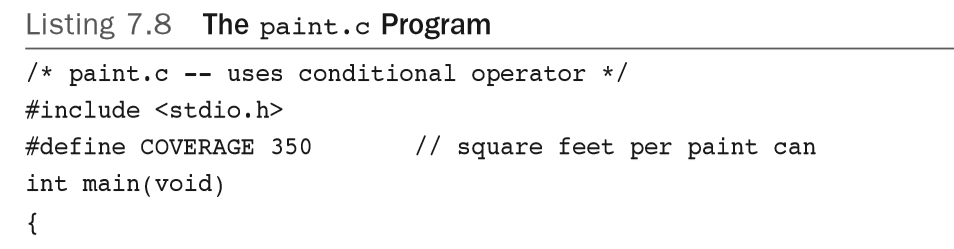 Listing 7.8 The paint.c Program
/* paint.c -- uses conditional operator */
#include <stdio.h>
#define COVERAGE 350 // square feet per paint can
int main(void)
{